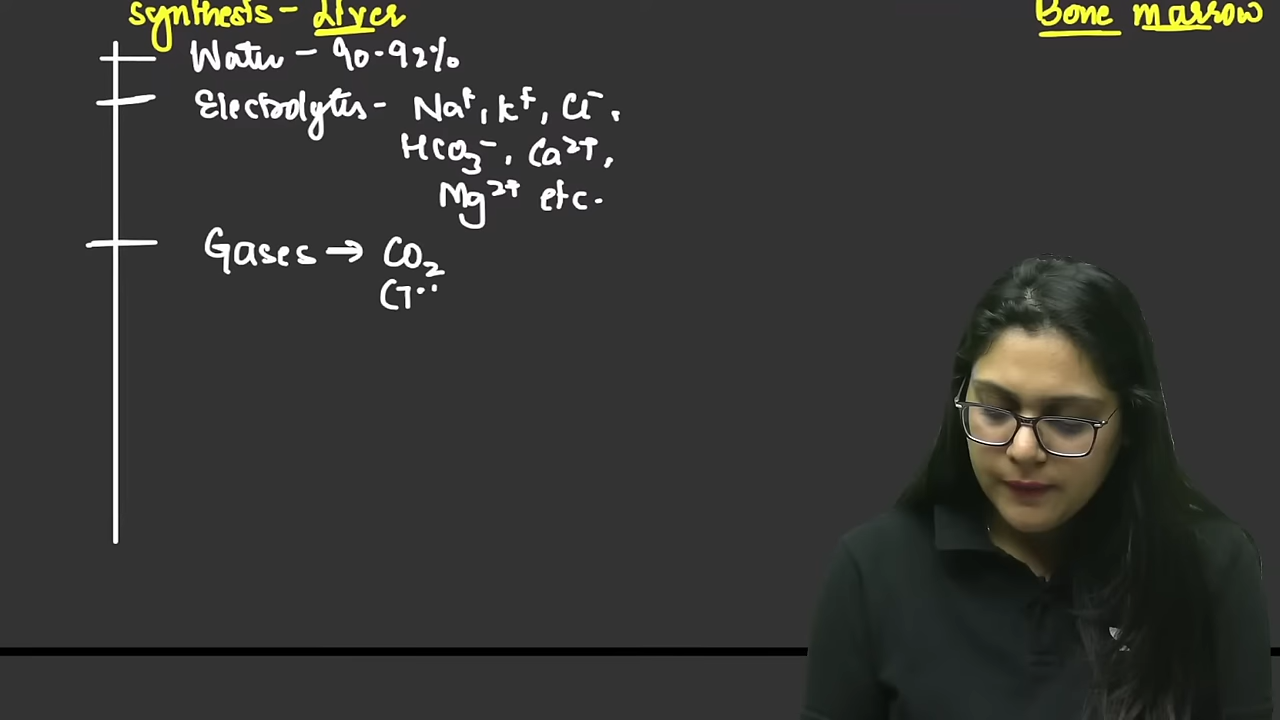 synthesis - Liver
Bone marrow
Water - 90-92%
Electrolytes - Na⁺, K⁺, Cl⁻,
HCO₃⁻, Ca²⁺,
Mg²⁺ etc.
Gases → CO₂